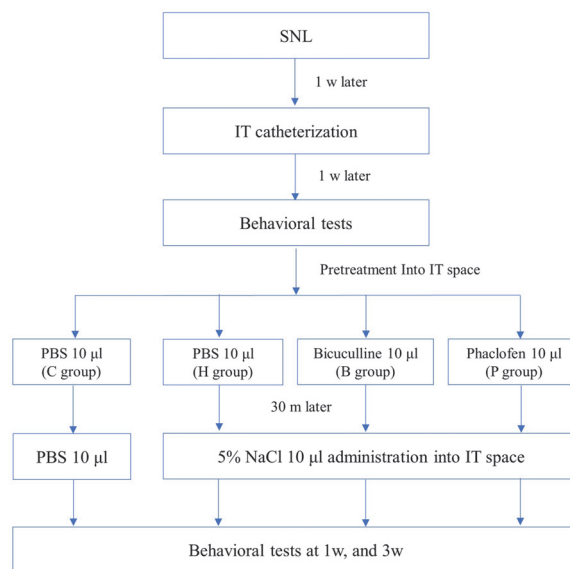 SNL
1 w later
IT catheterization
1 w later
Behavioral tests
Pretreatment Into IT space
PBS 10 μl
(C group)
PBS 10 μl
(H group)
Bicuculline 10 μl
(B group)
Phaclofen 10 μl
(P group)
30 m later
PBS 10 μl
5% NaCl 10 μl administration into IT space
Behavioral tests at 1w, and 3w